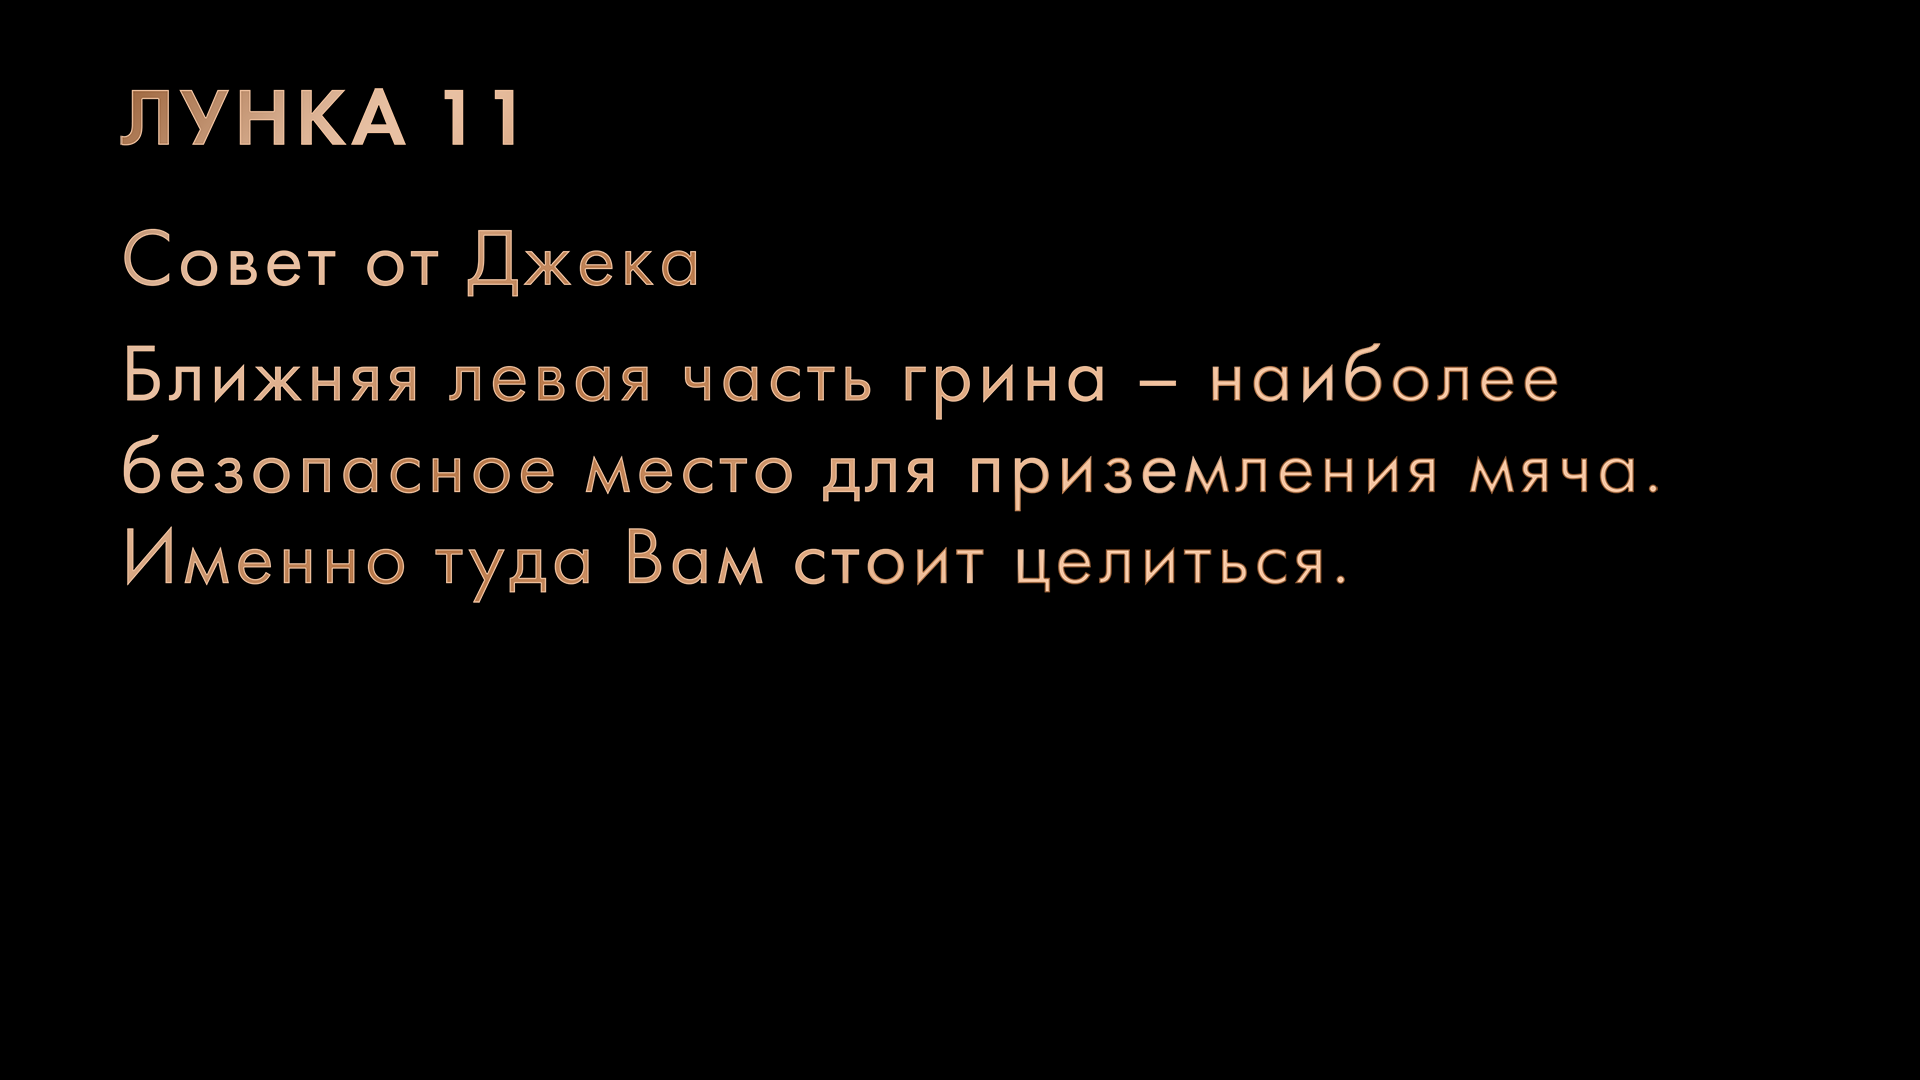 ЛУНКА 11
Совет от Джека
Ближняя левая часть грина – наиболее
безопасное место для приземления мяча.
Именно туда Вам стоит целиться.